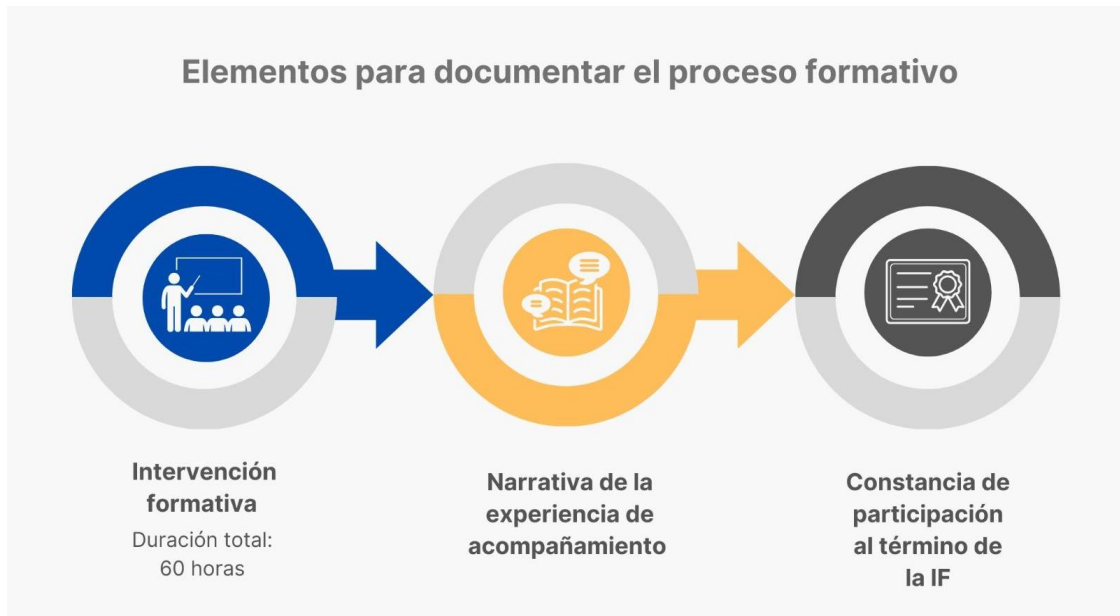 Elementos para documentar el proceso formativo
Intervención
formativa
Duración total:
60 horas
Narrativa de la
experiencia de
acompañamiento
Constancia de
participación
al término de
la IF